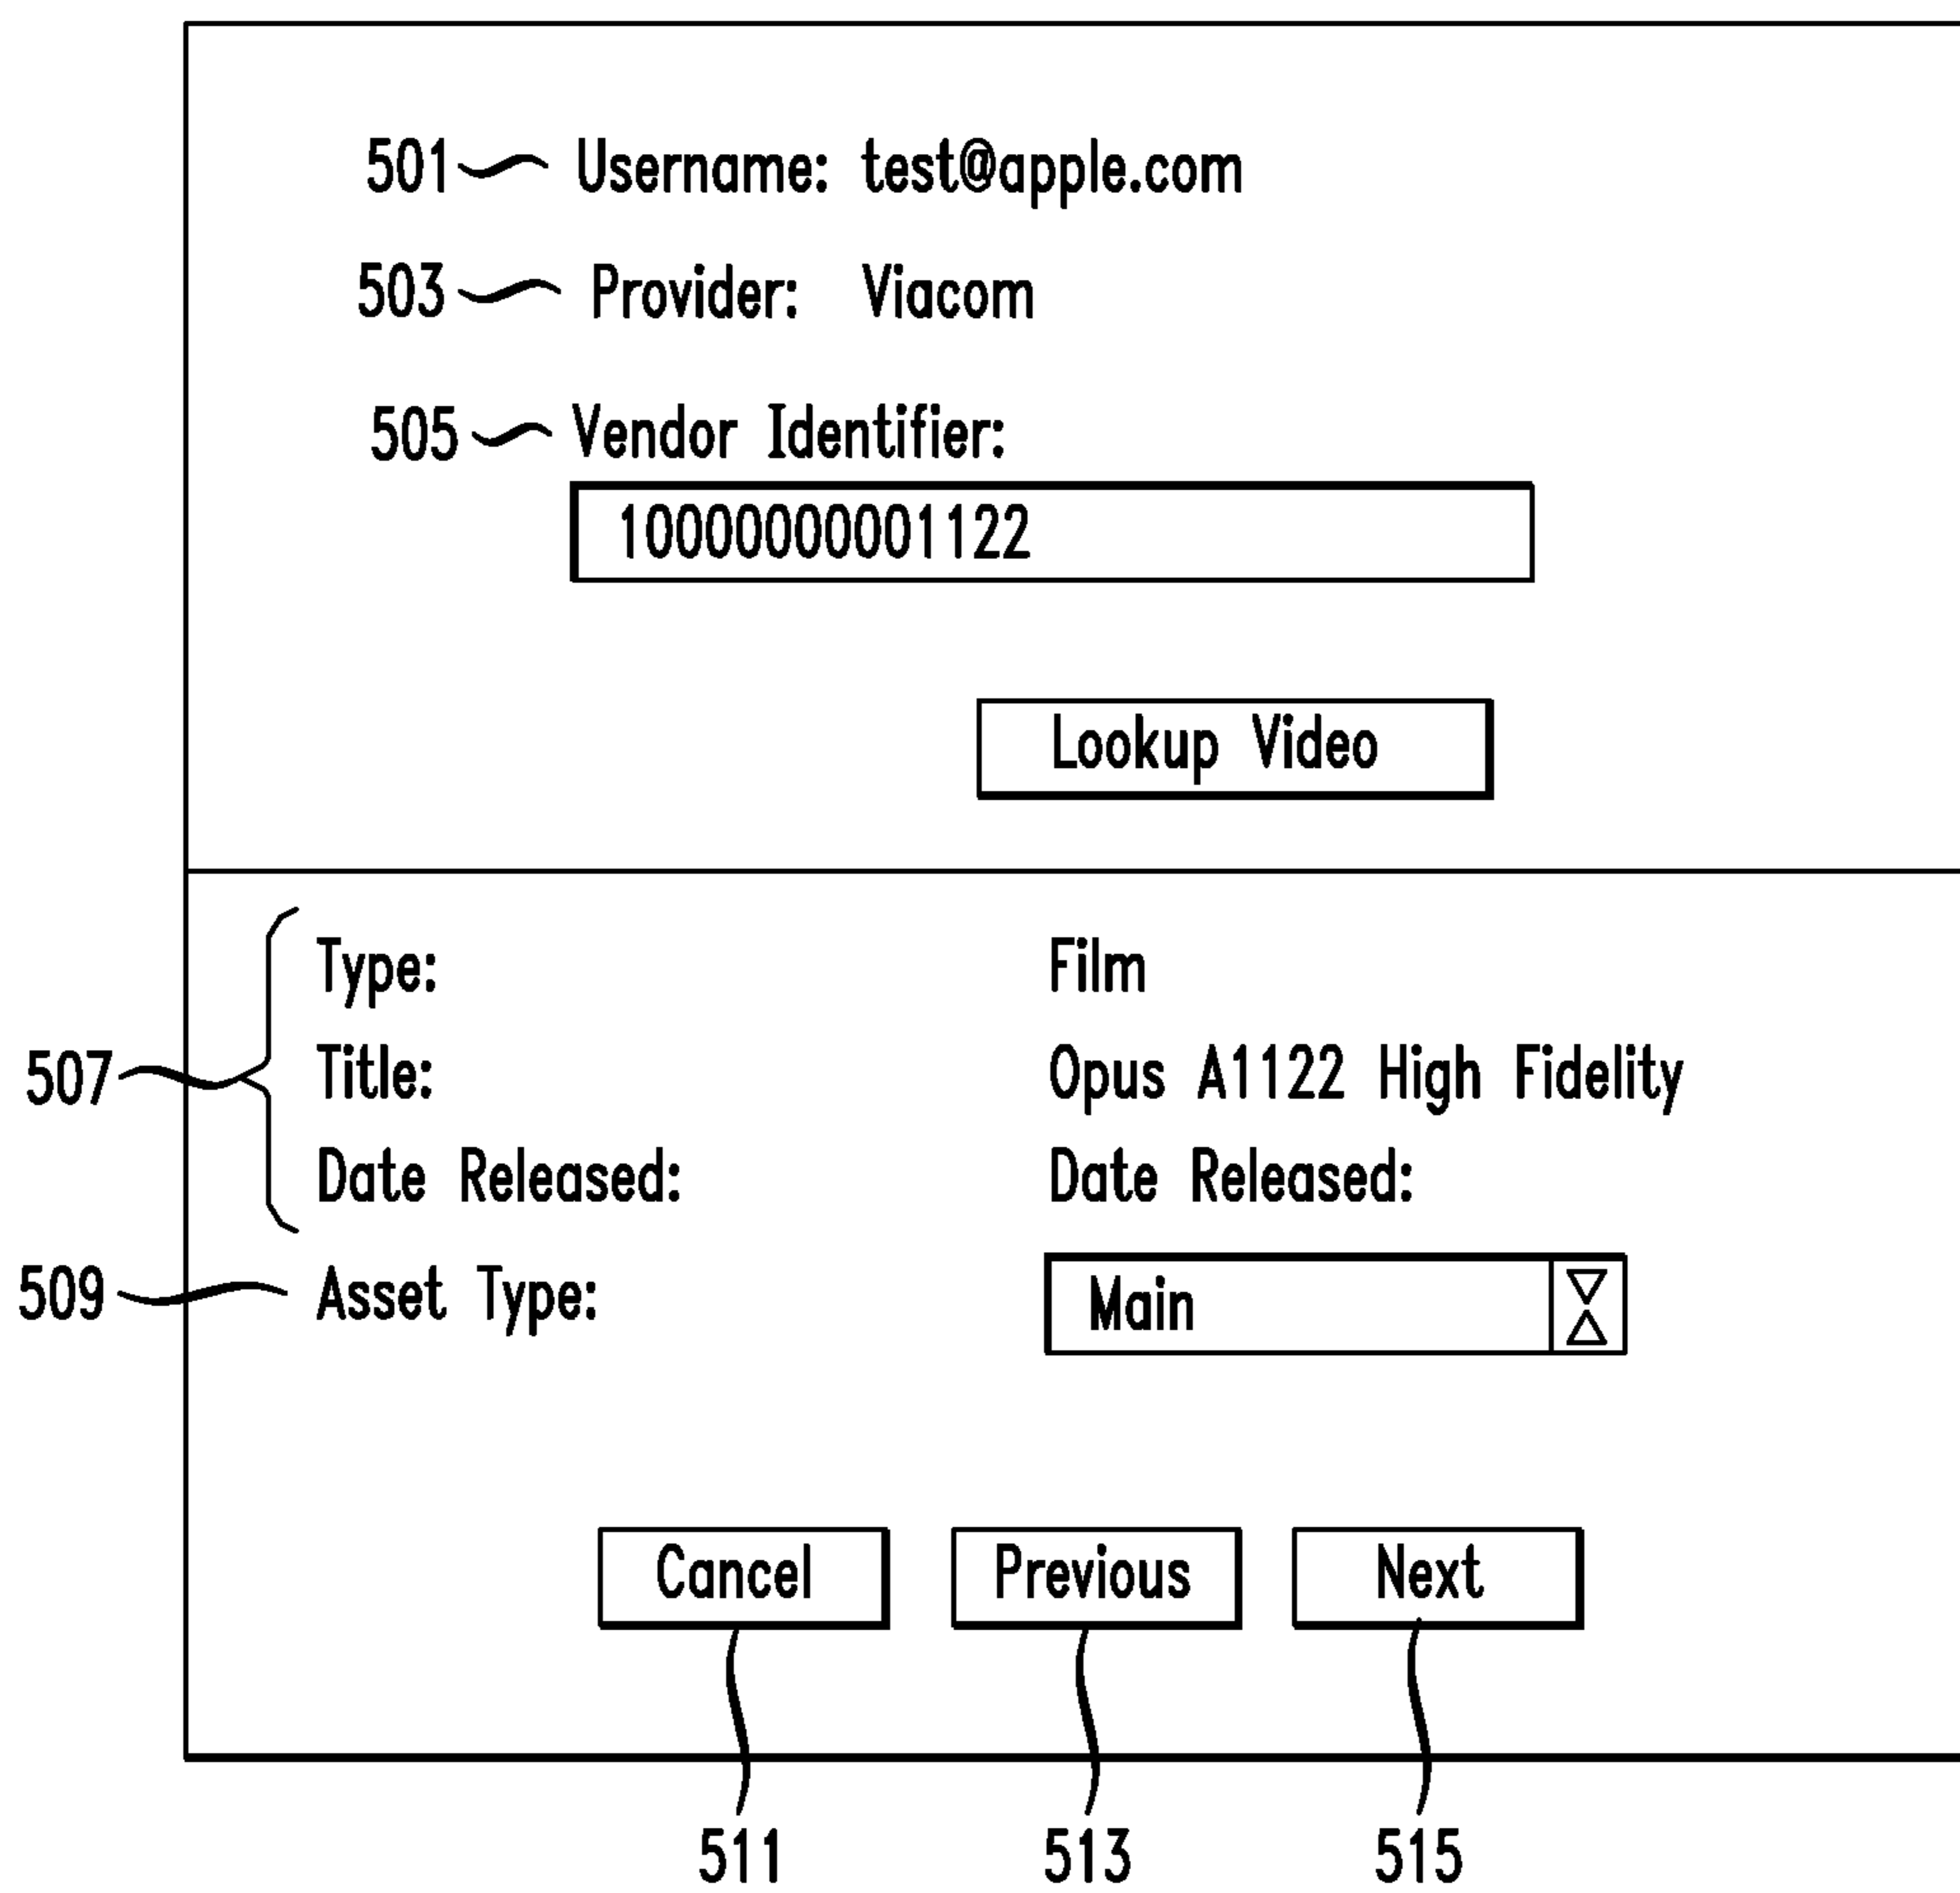 501 Username: test@apple.com
503 Provider: Viacom
505 Vendor Identifier:
10000000001122
Lookup Video
Type: Film
507 Title: Opus A1122 High Fidelity
Date Released: Date Released:
509 Asset Type: Main
Cancel Previous Next
511 513 515